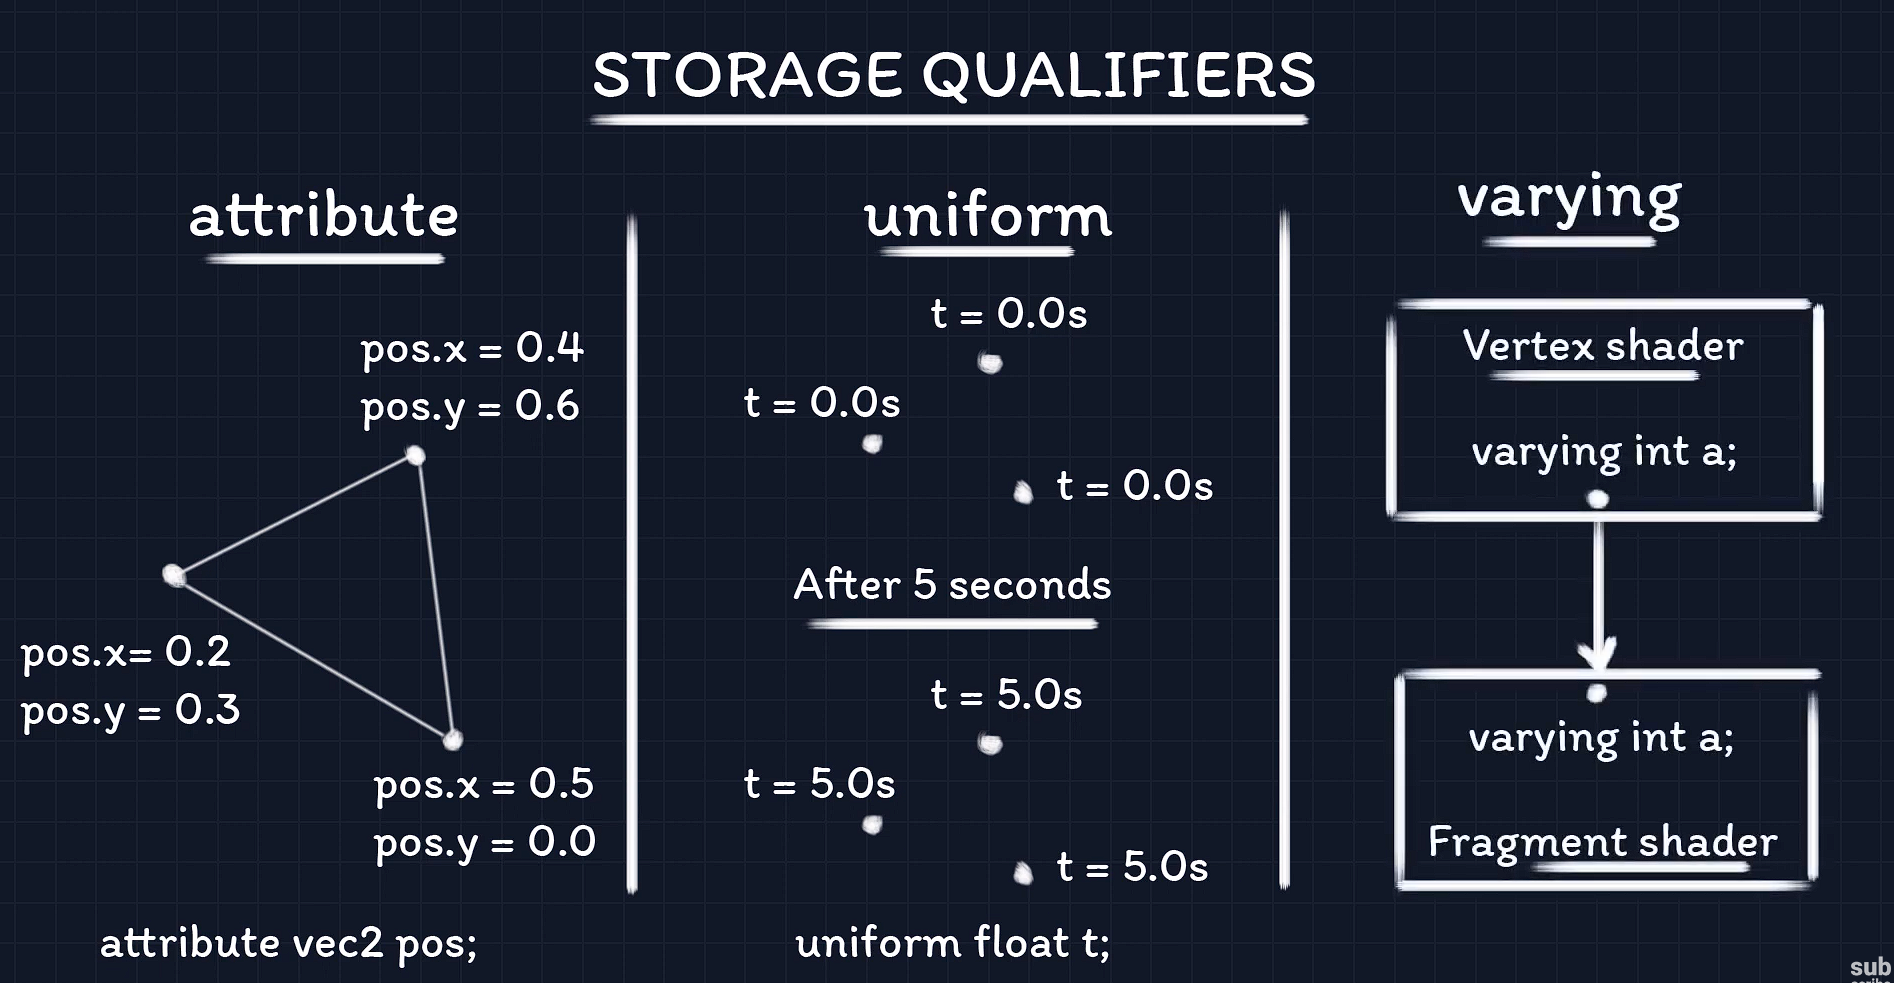 STORAGE QUALIFIERS
attribute
pos.x = 0.4
pos.y = 0.6
pos.x= 0.2
pos.y = 0.3
pos.x = 0.5
pos.y = 0.0
attribute vec2 pos;
uniform
t = 0.0s
t = 0.0s
t = 0.0s
After 5 seconds
t = 5.0s
t = 5.0s
t = 5.0s
uniform float t;
varying
Vertex shader
varying int a;
varying int a;
Fragment shader
sub